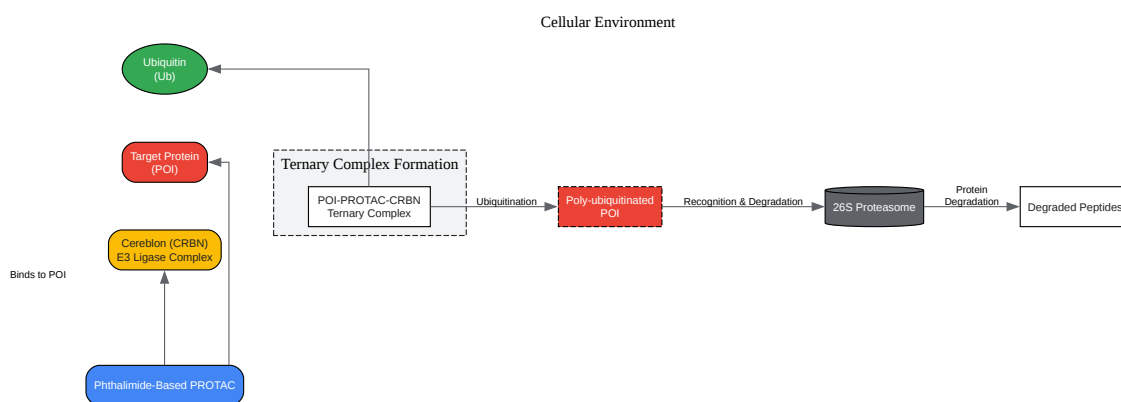 Cellular Environment
Ubiquitin
(Ub)
Target Protein
(POI)
Ternary Complex Formation
POI-PROTAC-CRBN
Ternary Complex
Ubiquitination
Poly-ubiquitinated
POI
Recognition & Degradation
26S Proteasome
Protein
Degradation
Degraded Peptides
Cereblon (CRBN)
E3 Ligase Complex
Binds to POI
Phthalimide-Based PROTAC